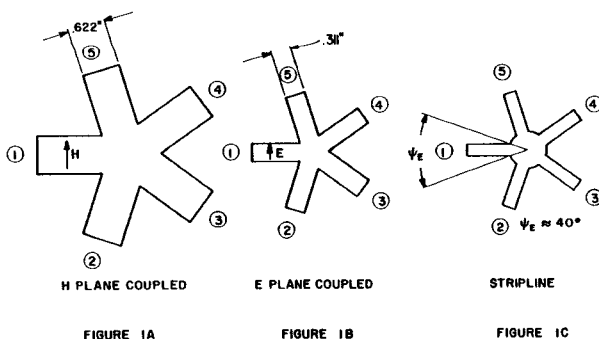 .622"
⑤
④
①
H
③
②
H PLANE COUPLED
FIGURE 1A
.311"
⑤
④
①
E
③
②
E PLANE COUPLED
FIGURE 1B
⑤
④
ψE
①
③
②
ψE ≈ 40°
STRIPLINE
FIGURE 1C